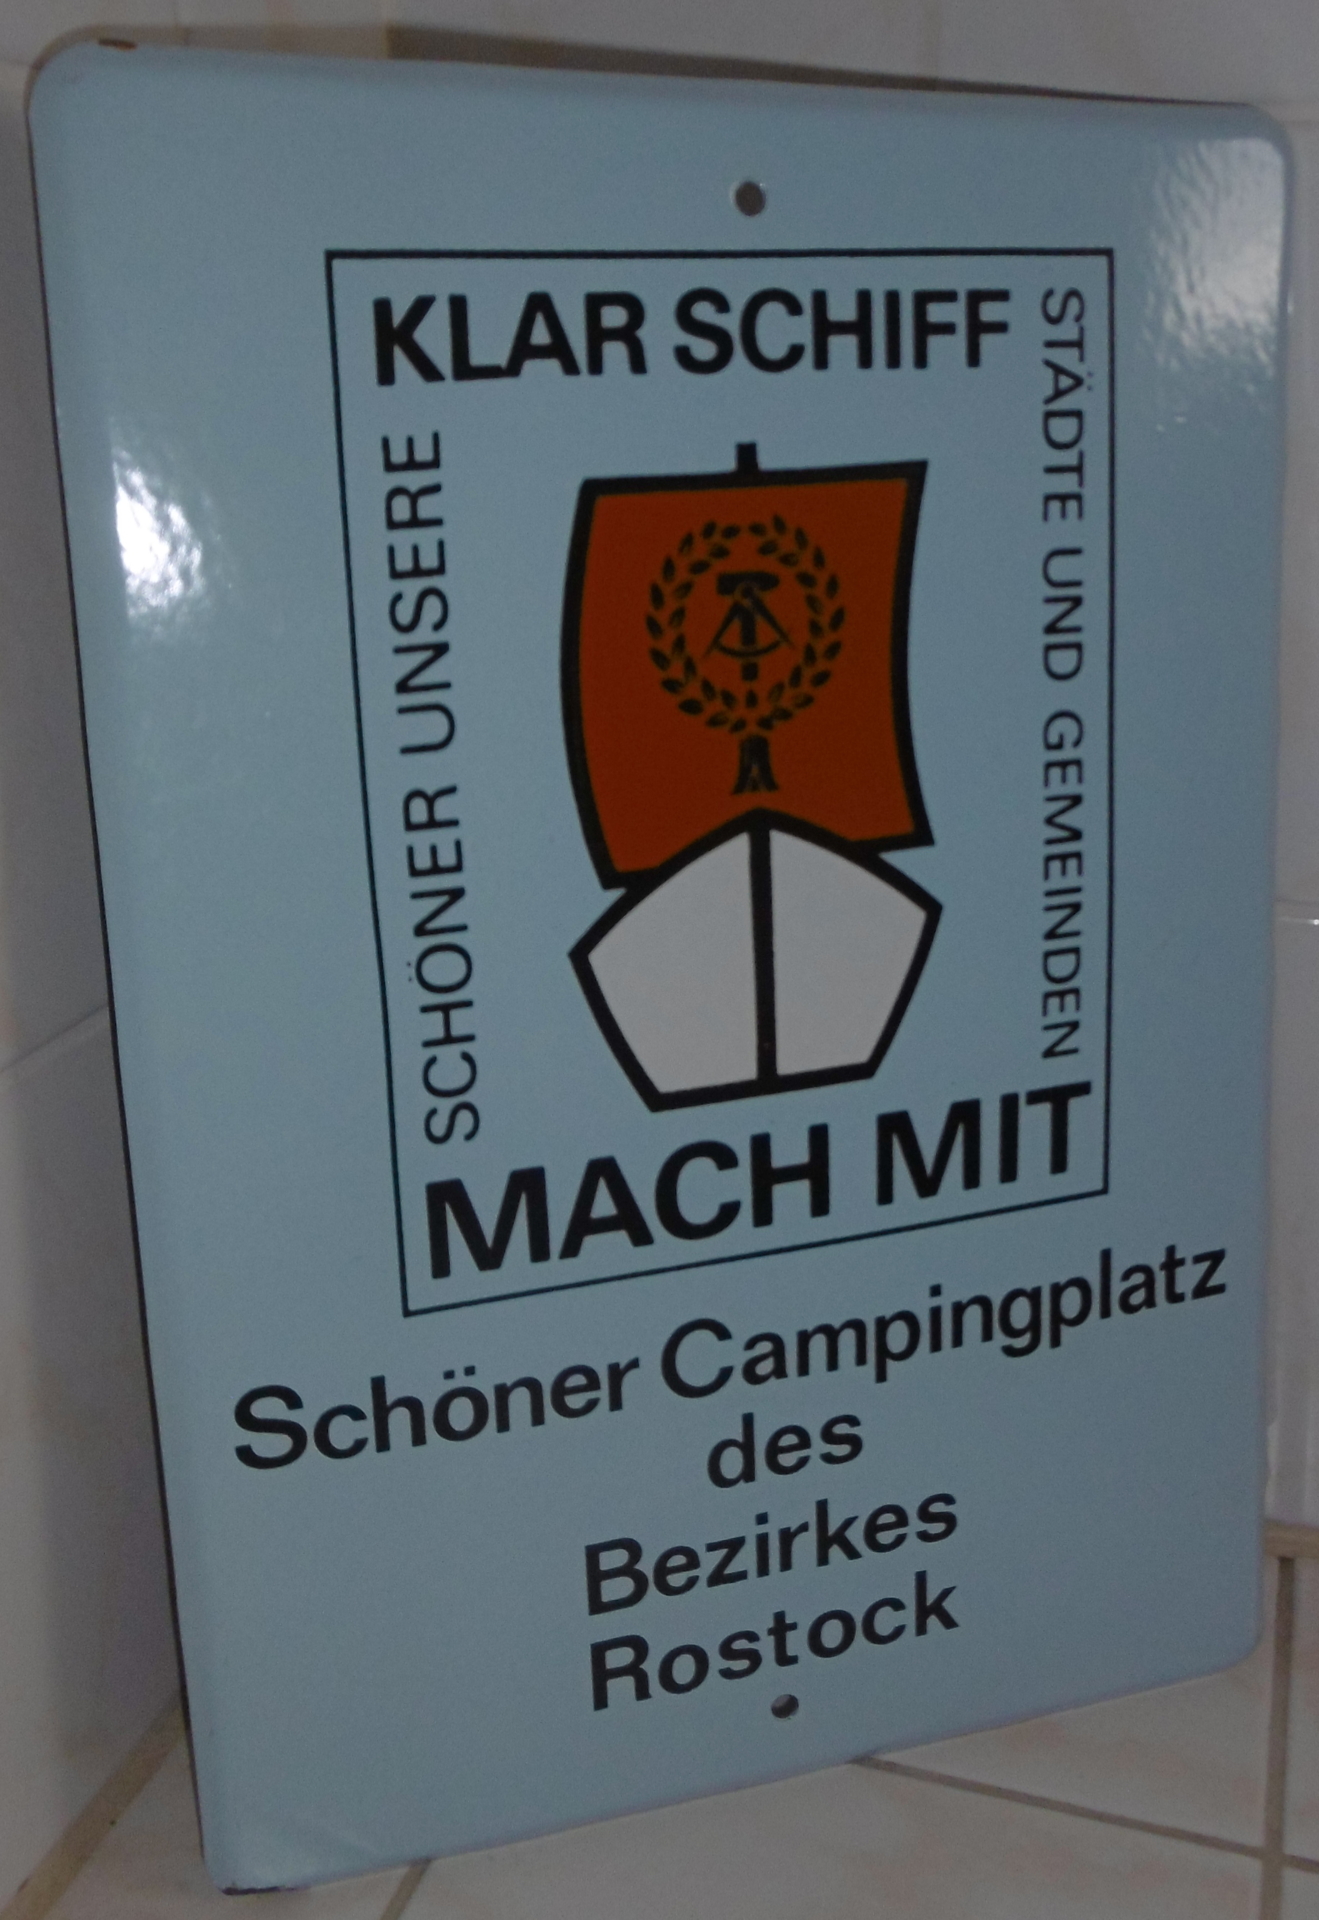 KLAR SCHIFF
SCHÖNER UNSERE
STÄDTE UND GEMEINDEN
MACH MIT
Schöner Campingplatz
des
Bezirkes
Rostock